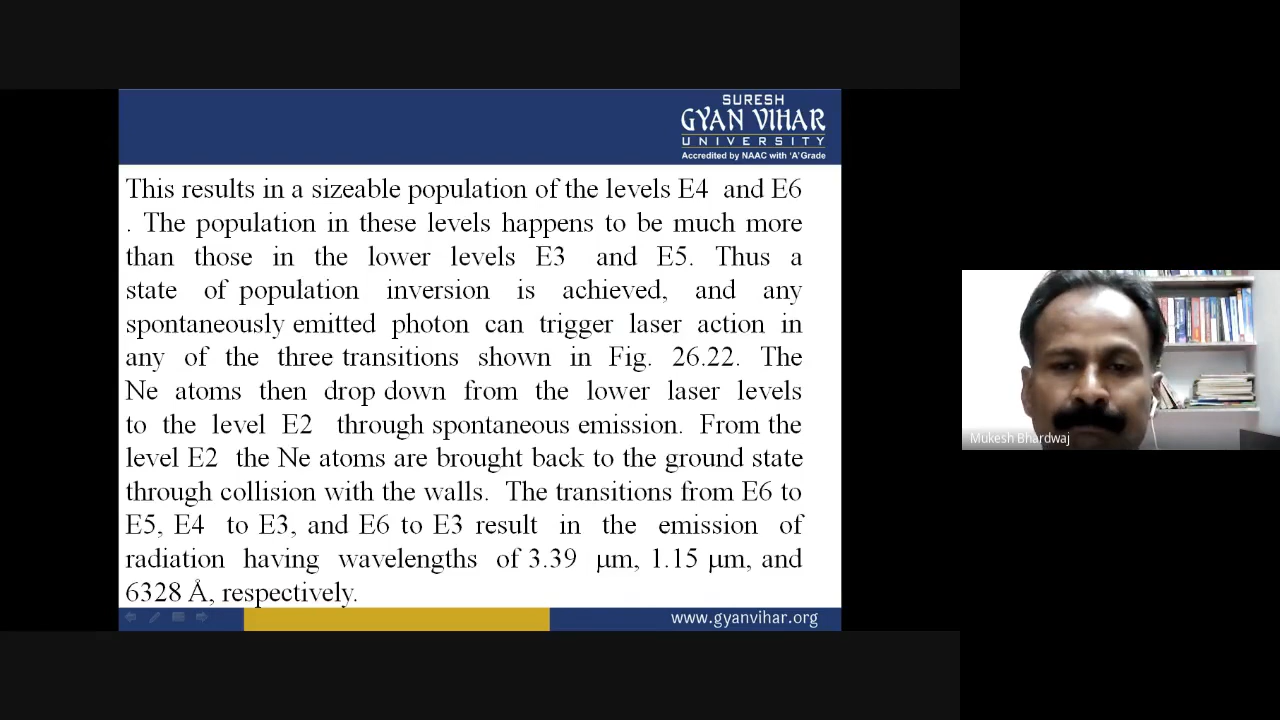 SURESH
GYAN VIHAR
UNIVERSITY
Accredited by NAAC with 'A' Grade
This results in a sizeable population of the levels E4 and E6
. The population in these levels happens to be much more
than those in the lower levels E3 and E5. Thus a
state of population inversion is achieved, and any
spontaneously emitted photon can trigger laser action in
any of the three transitions shown in Fig. 26.22. The
Ne atoms then drop down from the lower laser levels
to the level E2 through spontaneous emission. From the
level E2 the Ne atoms are brought back to the ground state
through collision with the walls. The transitions from E6 to
E5, E4 to E3, and E6 to E3 result in the emission of
radiation having wavelengths of 3.39 μm, 1.15 μm, and
6328 Å, respectively.
www.gyanvihar.org
Mukesh Bhardwaj